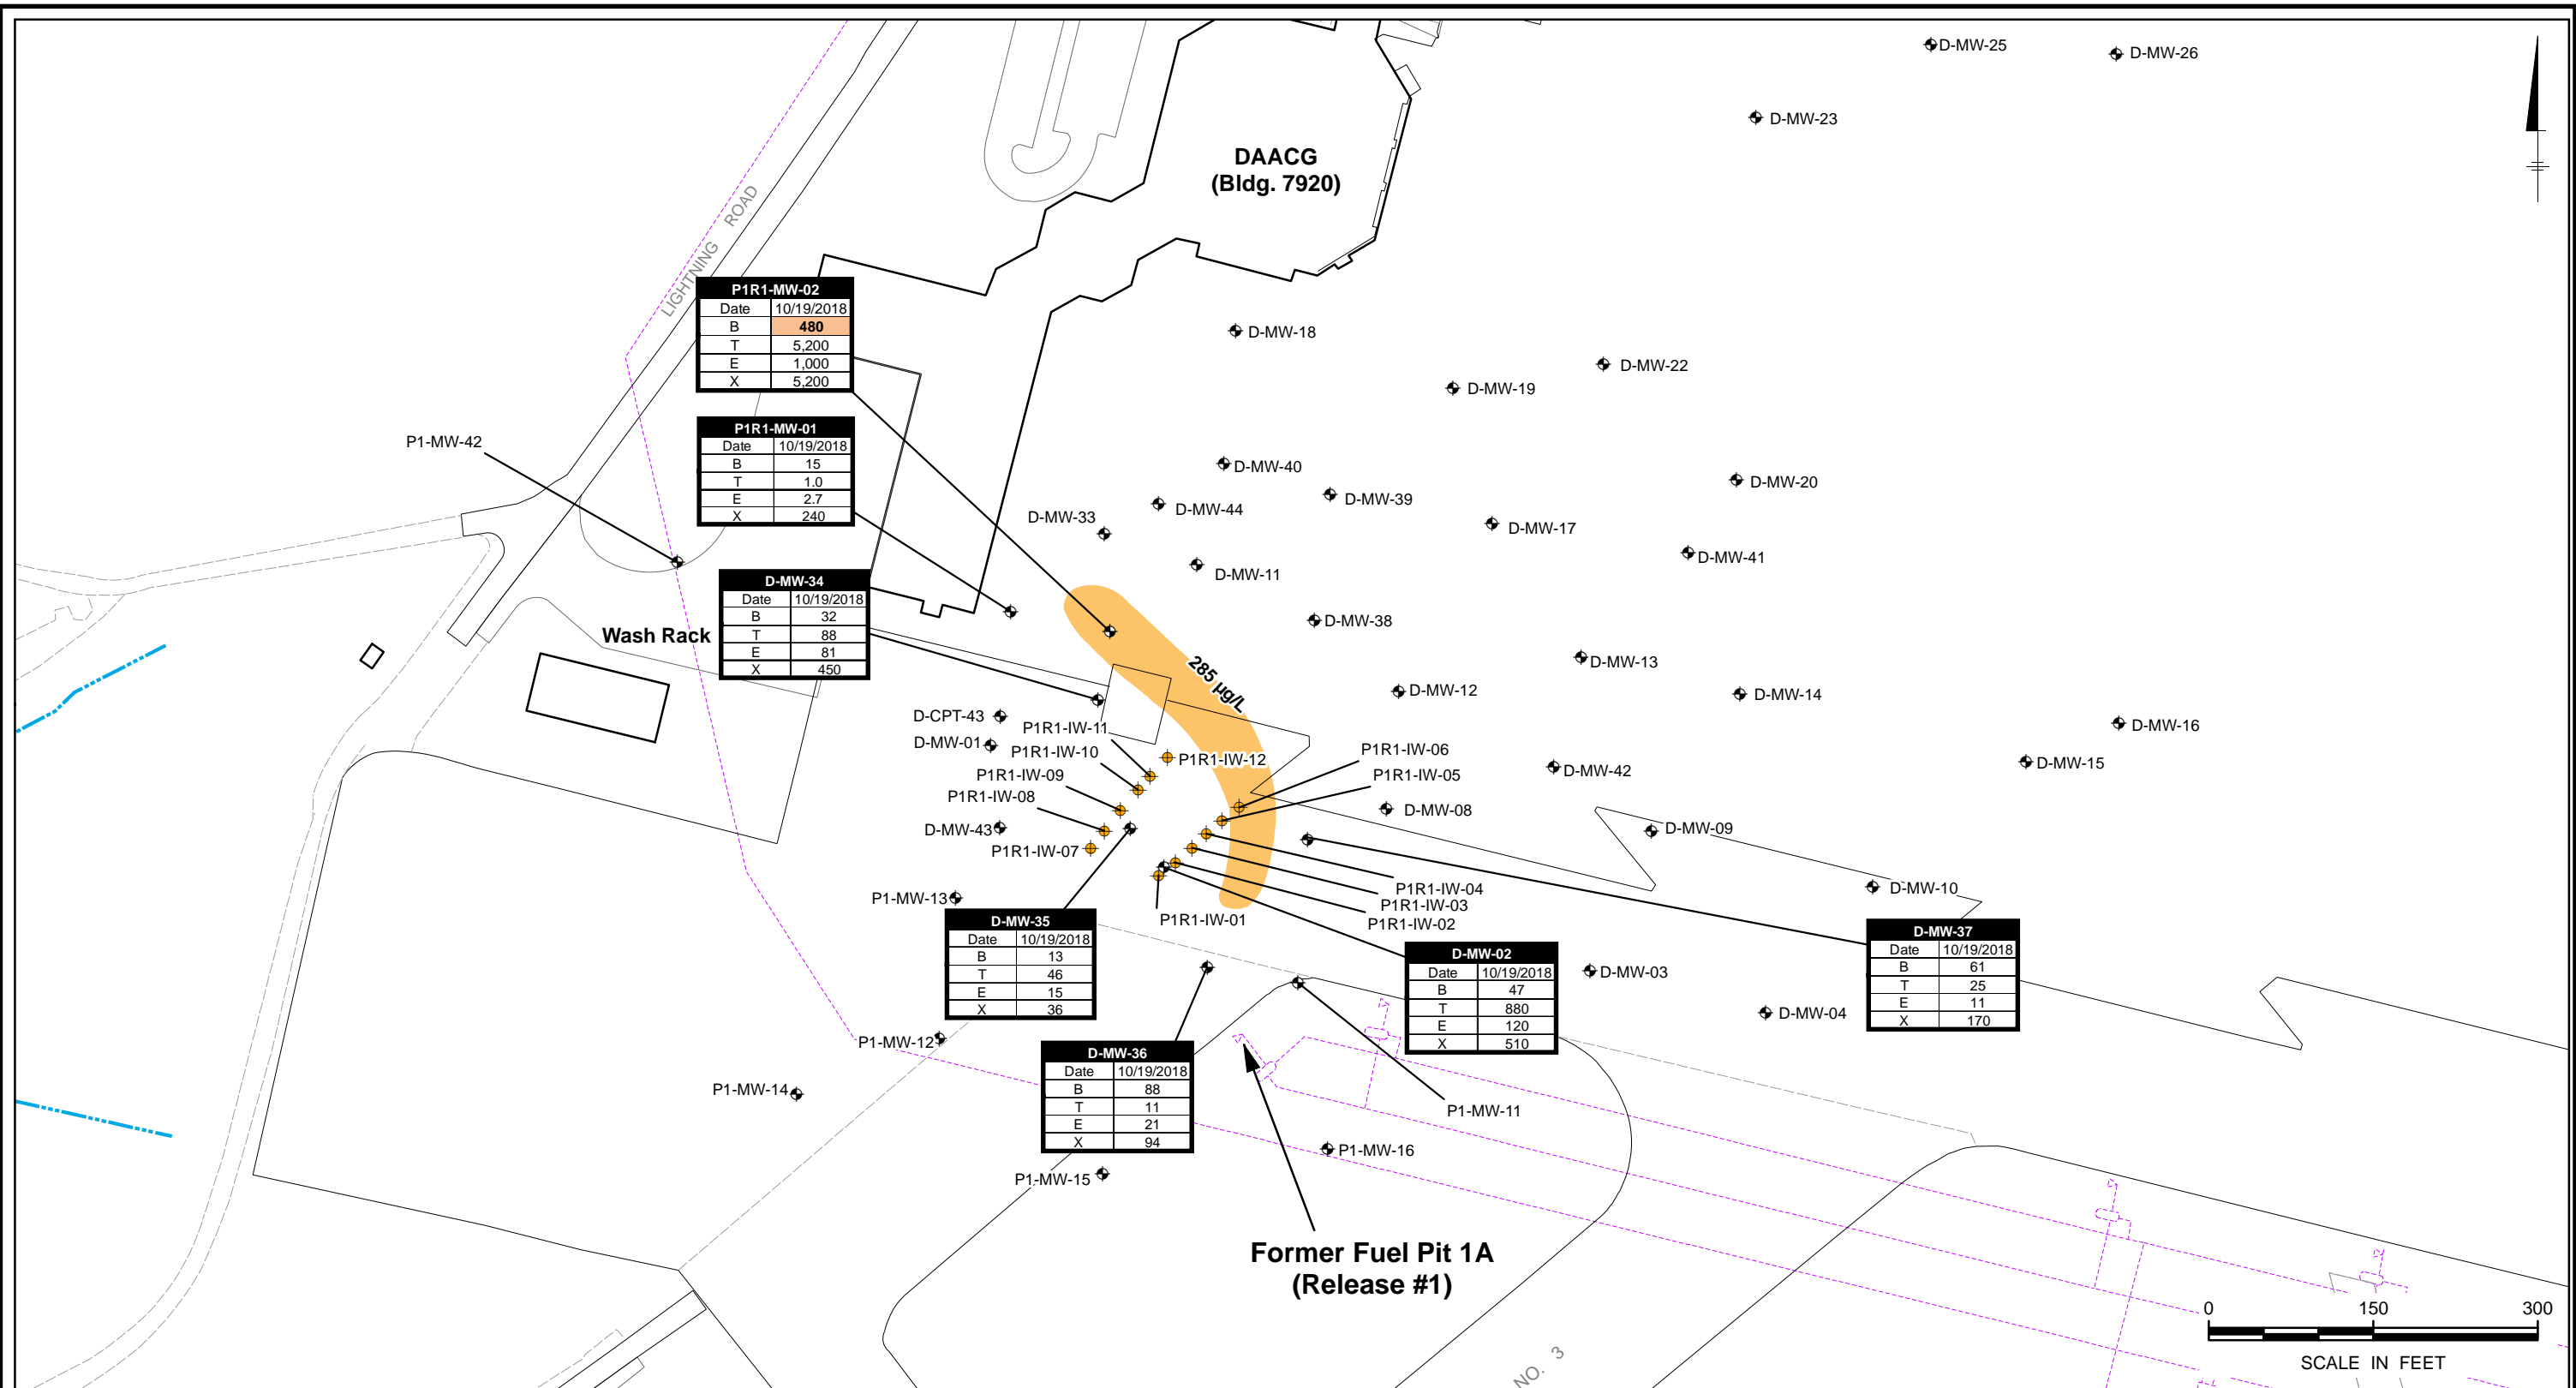 D-MW-25
D-MW-26
D-MW-23
DAACG
(Bldg. 7920)
LIGHTNING ROAD
P1R1-MW-02
Date 10/19/2018
B 480
T 5,200
E 1,000
X 5,200
D-MW-18
D-MW-22
D-MW-19
P1R1-MW-01
Date 10/19/2018
B 15
T 1.0
E 2.7
X 240
P1-MW-42
D-MW-40
D-MW-39
D-MW-44
D-MW-33
D-MW-20
D-MW-17
D-MW-41
D-MW-11
D-MW-34
Date 10/19/2018
B 32
T 88
E 81
X 450
Wash Rack
D-MW-38
D-MW-13
285 µg/L
D-MW-12
D-MW-14
D-MW-16
D-CPT-43
P1R1-IW-11
D-MW-01
P1R1-IW-10
P1R1-IW-12
P1R1-IW-06
P1R1-IW-09
P1R1-IW-05
D-MW-42
D-MW-15
P1R1-IW-08
D-MW-08
D-MW-43
D-MW-09
P1R1-IW-07
P1R1-IW-04
D-MW-10
P1-MW-13
P1R1-IW-03
P1R1-IW-01
P1R1-IW-02
D-MW-35
Date 10/19/2018
B 13
T 46
E 15
X 36
D-MW-02
Date 10/19/2018
B 47
T 880
E 120
X 510
D-MW-37
Date 10/19/2018
B 61
T 25
E 11
X 170
D-MW-03
D-MW-04
P1-MW-12
D-MW-36
Date 10/19/2018
B 88
T 11
E 21
X 94
P1-MW-14
P1-MW-11
P1-MW-16
P1-MW-15
Former Fuel Pit 1A
(Release #1)
0 150 300
SCALE IN FEET
NO. 3